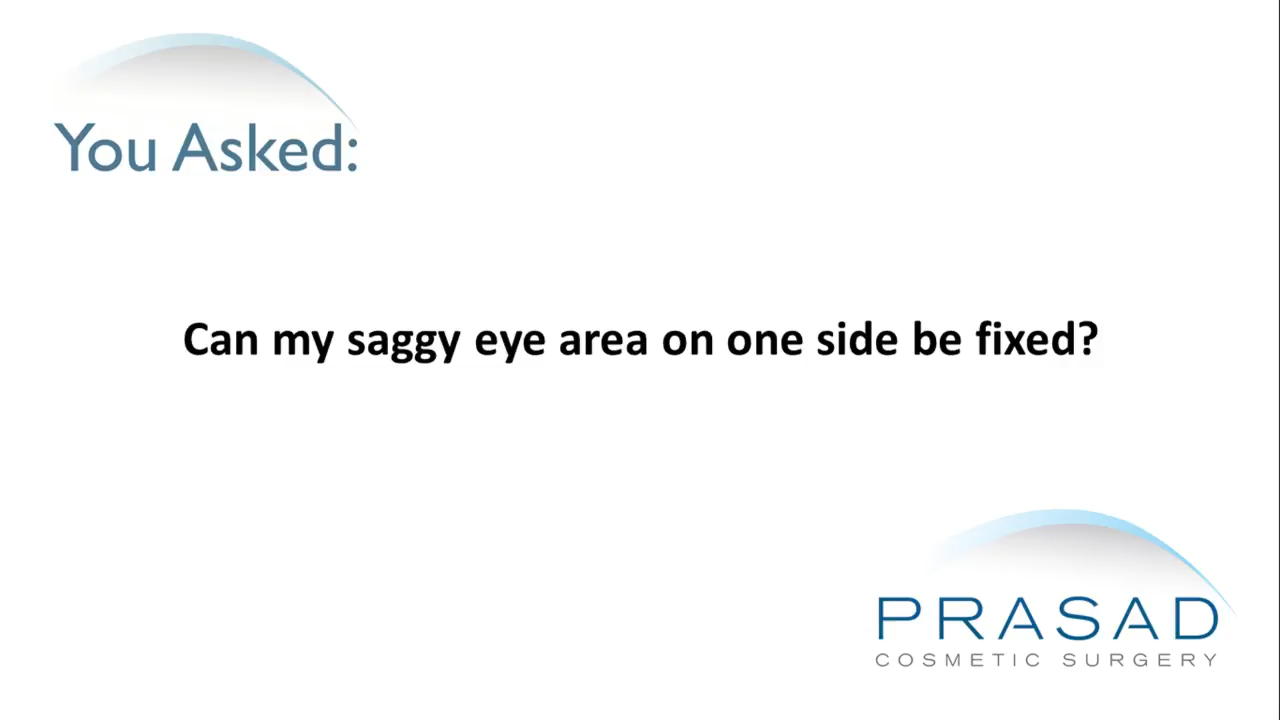 You Asked:
Can my saggy eye area on one side be fixed?
PRASAD
COSMETIC SURGERY